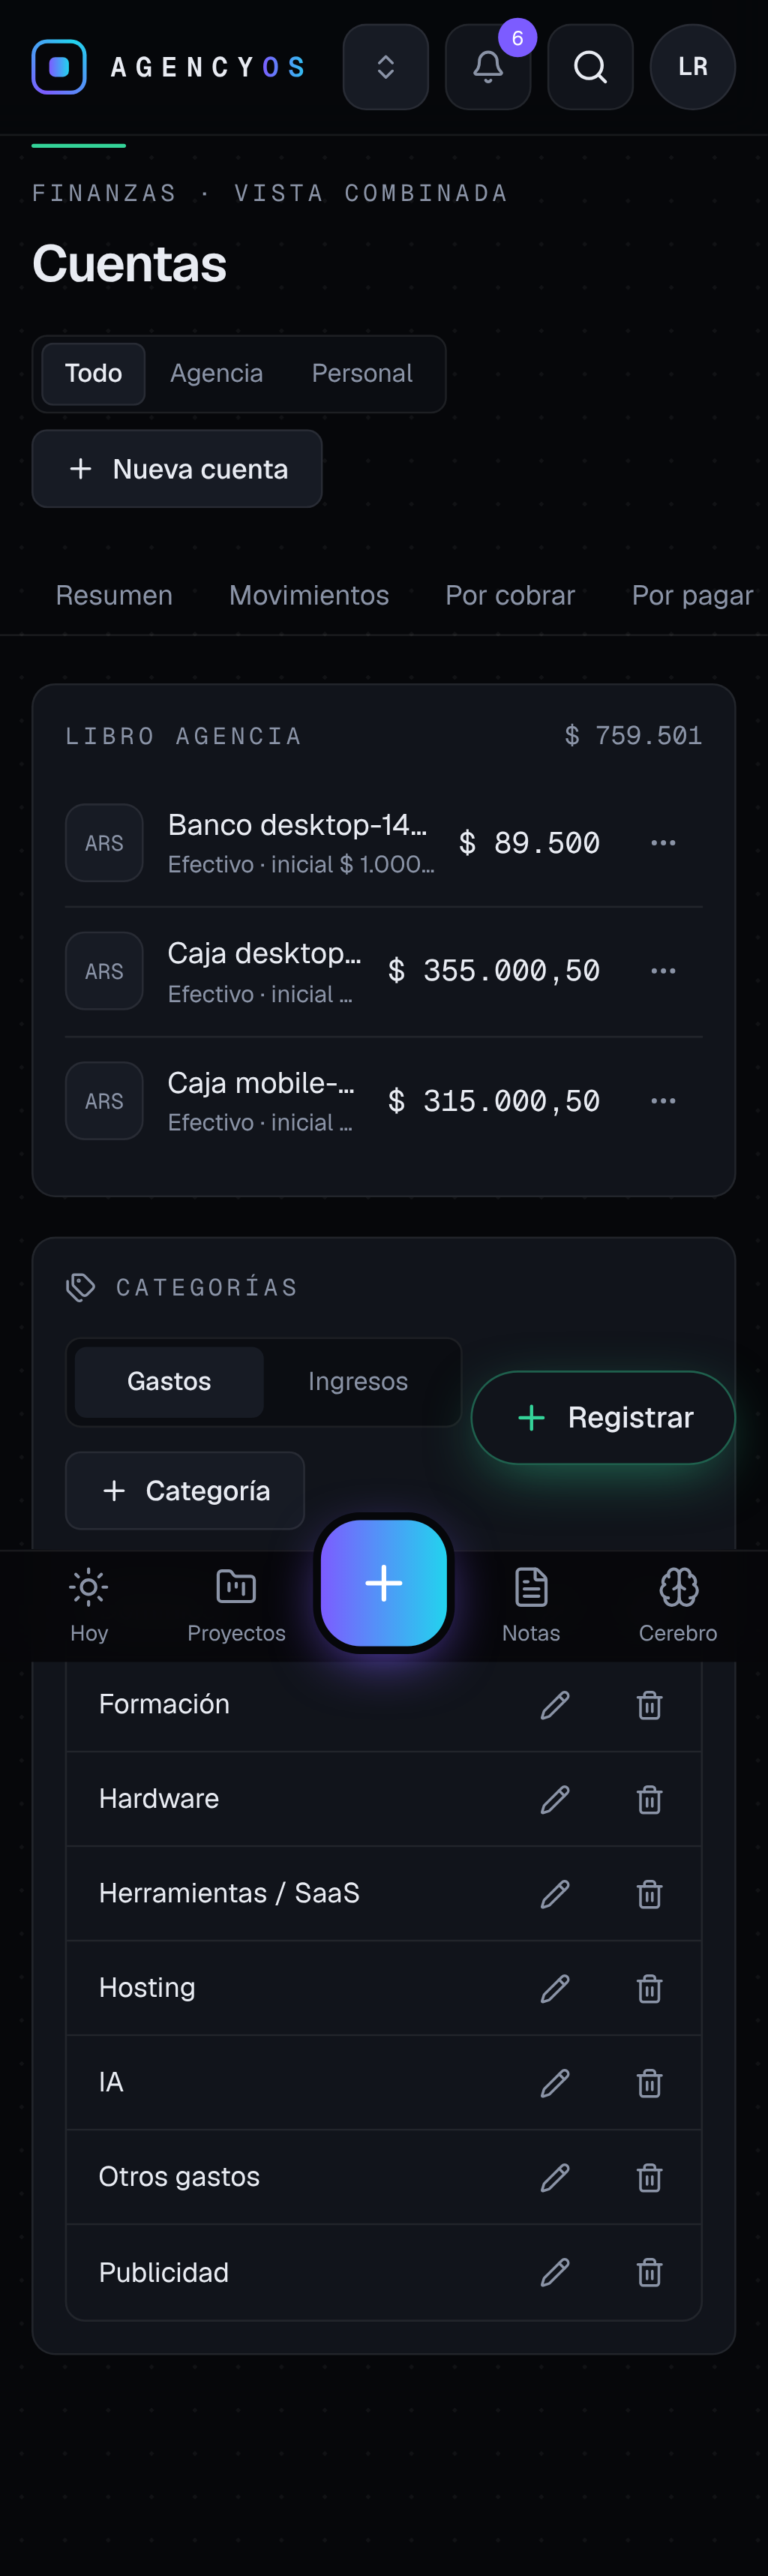 AGENCYOS
6
LR
FINANZAS · VISTA COMBINADA
Cuentas
Todo Agencia Personal
+ Nueva cuenta
Resumen Movimientos Por cobrar Por pagar
LIBRO AGENCIA $ 759.501
ARS Banco desktop-14... $ 89.500
Efectivo · inicial $ 1.000...
ARS Caja desktop... $ 355.000,50
Efectivo · inicial ...
ARS Caja mobile-... $ 315.000,50
Efectivo · inicial ...
CATEGORÍAS
Gastos Ingresos
+ Registrar
+ Categoría
Hoy Proyectos + Notas Cerebro
Formación
Hardware
Herramientas / SaaS
Hosting
IA
Otros gastos
Publicidad